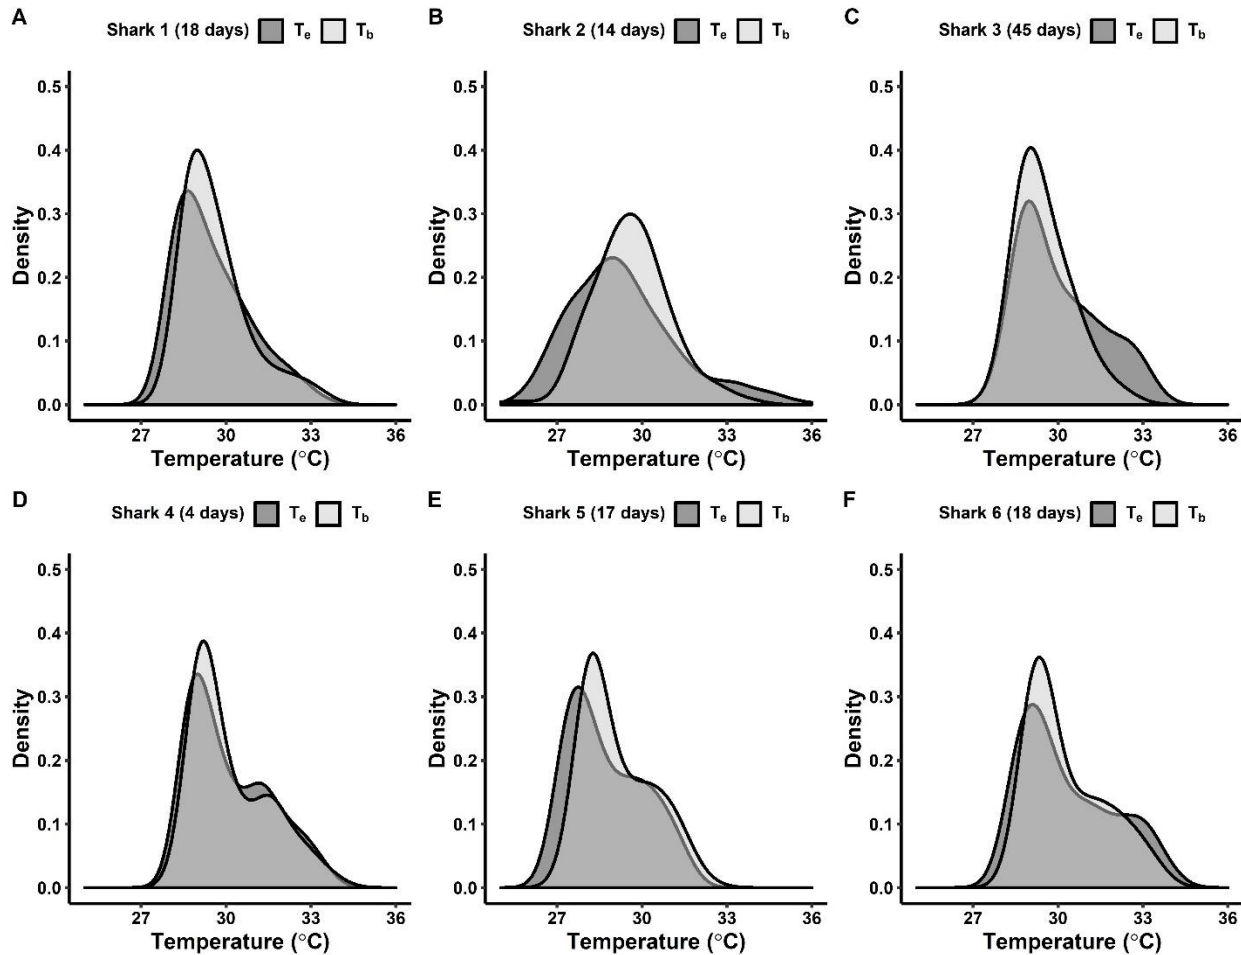 A
Shark 1 (18 days) Te Tb
B
Shark 2 (14 days) Te Tb
C
Shark 3 (45 days) Te Tb
0.5
0.4
0.3
0.2
0.1
0.0
Density
27 30 33 36
Temperature (°C)
0.5
0.4
0.3
0.2
0.1
0.0
Density
27 30 33 36
Temperature (°C)
0.5
0.4
0.3
0.2
0.1
0.0
Density
27 30 33 36
Temperature (°C)
D
Shark 4 (4 days) Te Tb
E
Shark 5 (17 days) Te Tb
F
Shark 6 (18 days) Te Tb
0.5
0.4
0.3
0.2
0.1
0.0
Density
27 30 33 36
Temperature (°C)
0.5
0.4
0.3
0.2
0.1
0.0
Density
27 30 33 36
Temperature (°C)
0.5
0.4
0.3
0.2
0.1
0.0
Density
27 30 33 36
Temperature (°C)